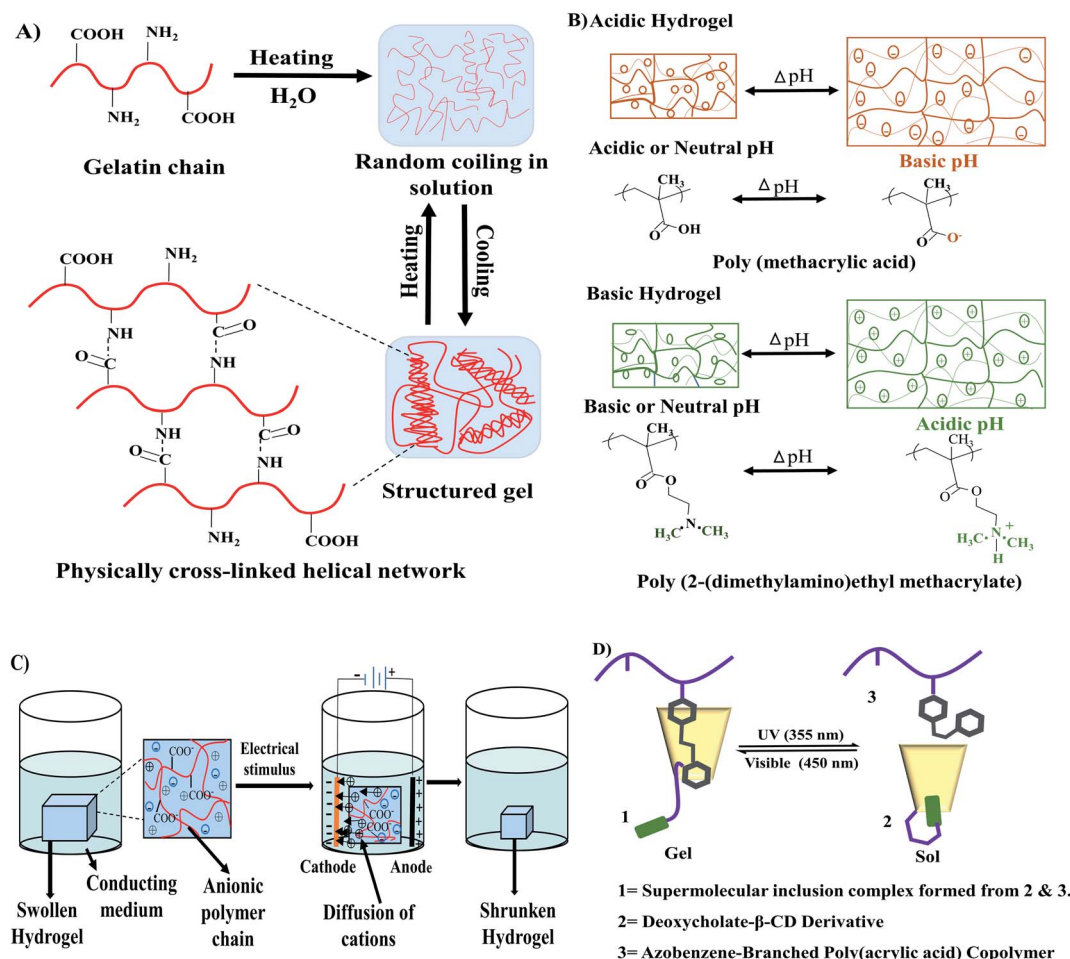 A)
COOH
NH2
NH2
COOH
Gelatin chain
Heating
H2O
Random coiling in
solution
Heating
Cooling
Structured gel
COOH
NH2
NH
C
O
C
O
NH
NH
C
O
C
O
NH
NH2
COOH
Physically cross-linked helical network
B)
Acidic Hydrogel
Δ pH
Acidic or Neutral pH
Basic pH
CH3
O
OH
Δ pH
CH3
O
O-
Poly (methacrylic acid)
Basic Hydrogel
Δ pH
Basic or Neutral pH
Acidic pH
O
O
N
H3C
CH3
Δ pH
CH3
O
O
N
+
H3C
CH3
H
Poly (2-(dimethylamino)ethyl methacrylate)
C)
COO-
COO-
COO-
Electrical
stimulus
- +
COO-
COO-
Cathode
Anode
Swollen
Hydrogel
Conducting
medium
Anionic
polymer
chain
Diffusion of
cations
Shrunken
Hydrogel
D)
1
Gel
UV (355 nm)
Visible (450 nm)
3
2
Sol
1= Supermolecular inclusion complex formed from 2 & 3.
2= Deoxycholate-β-CD Derivative
3= Azobenzene-Branched Poly(acrylic acid) Copolymer